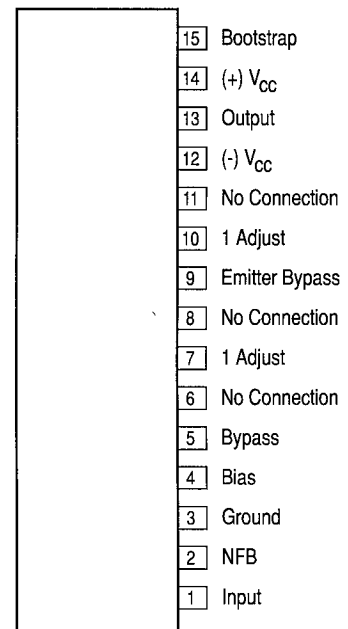 15 Bootstrap
14 (+) VCC
13 Output
12 (-) VCC
11 No Connection
10 1 Adjust
9 Emitter Bypass
8 No Connection
7 1 Adjust
6 No Connection
5 Bypass
4 Bias
3 Ground
2 NFB
1 Input